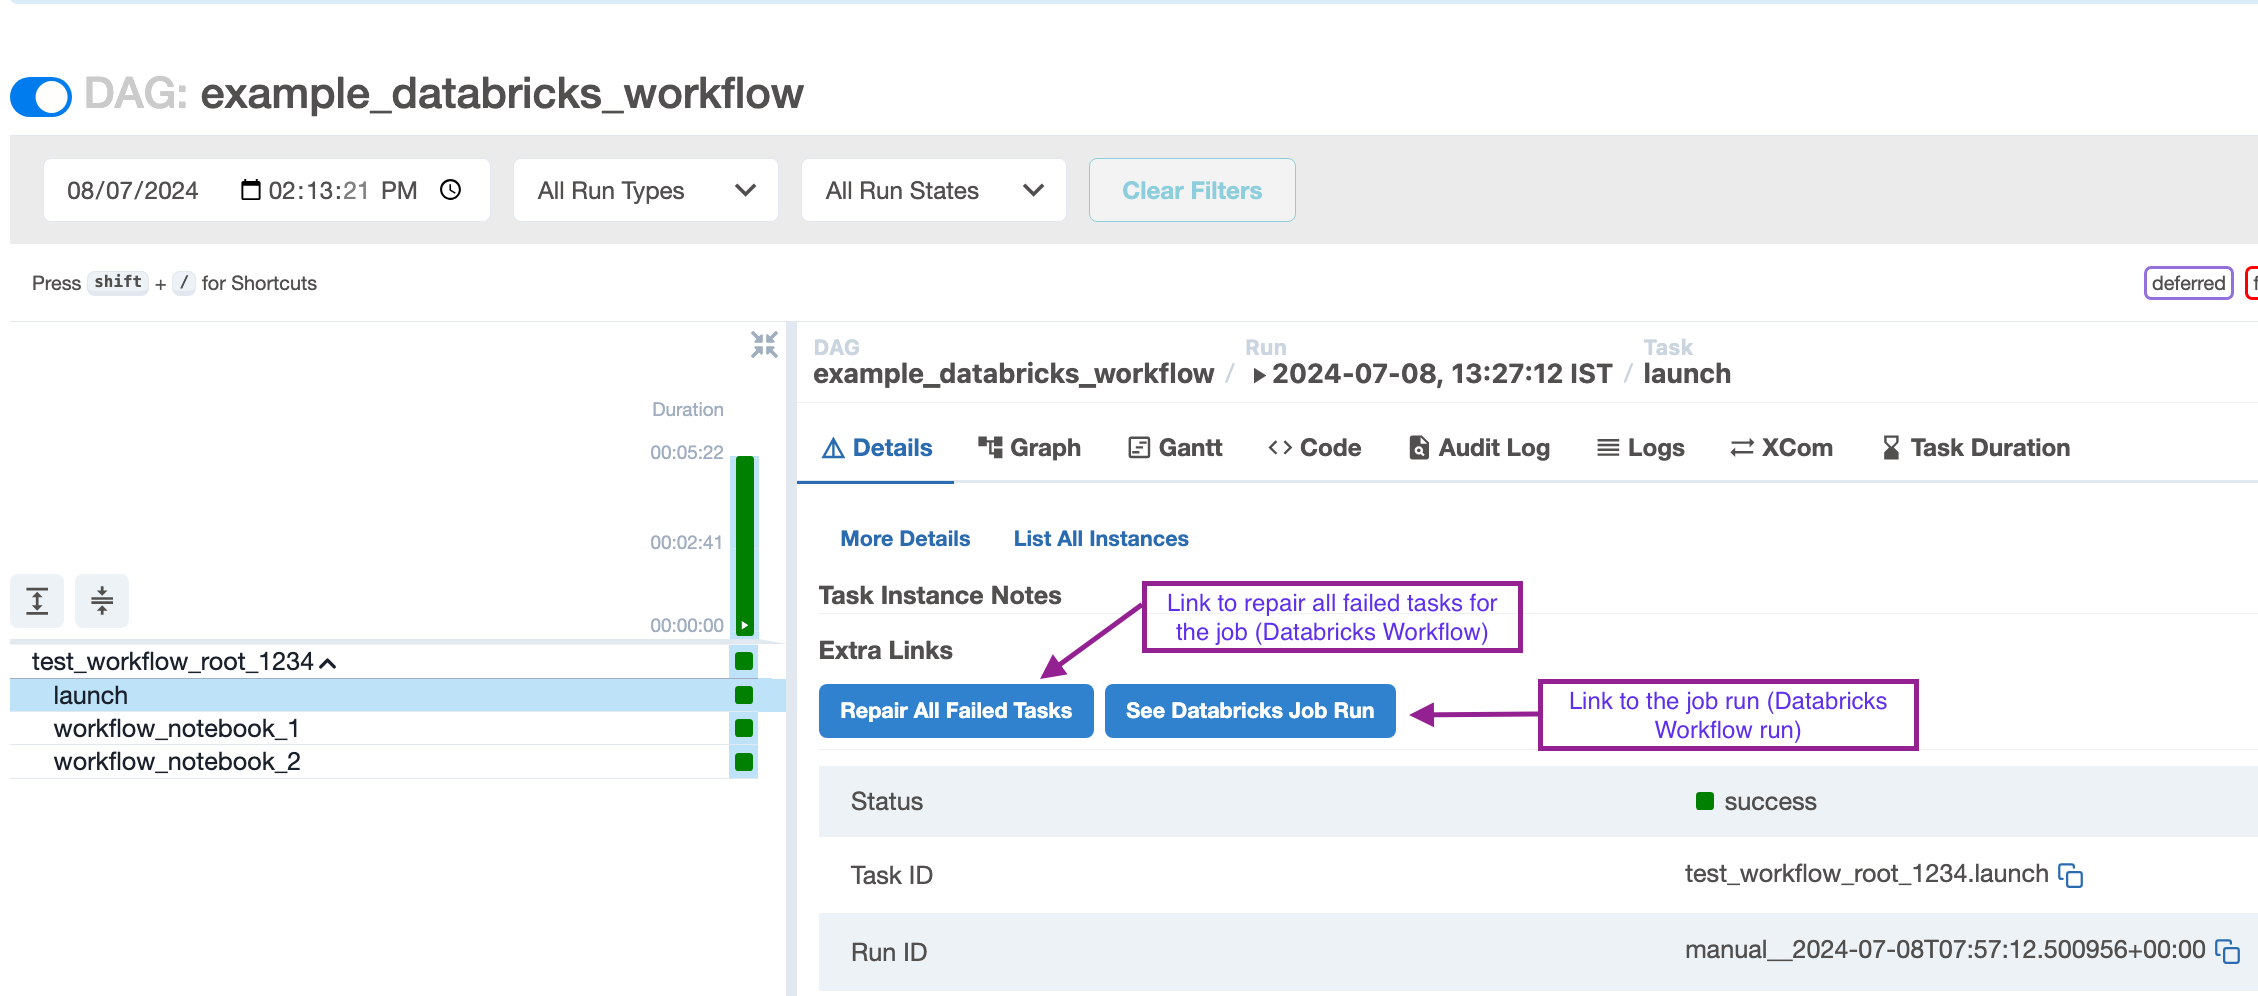 DAG: example_databricks_workflow
08/07/2024 02:13:21 PM All Run Types All Run States Clear Filters
Press shift + / for Shortcuts
deferred
DAG Run Task
example_databricks_workflow / 2024-07-08, 13:27:12 IST / launch
Duration
00:05:22
00:02:41
00:00:00
test_workflow_root_1234
launch
workflow_notebook_1
workflow_notebook_2
Details Graph Gantt Code Audit Log Logs XCom Task Duration
More Details List All Instances
Task Instance Notes
Link to repair all failed tasks for
the job (Databricks Workflow)
Extra Links
Repair All Failed Tasks See Databricks Job Run
Link to the job run (Databricks
Workflow run)
Status success
Task ID test_workflow_root_1234.launch
Run ID manual__2024-07-08T07:57:12.500956+00:00